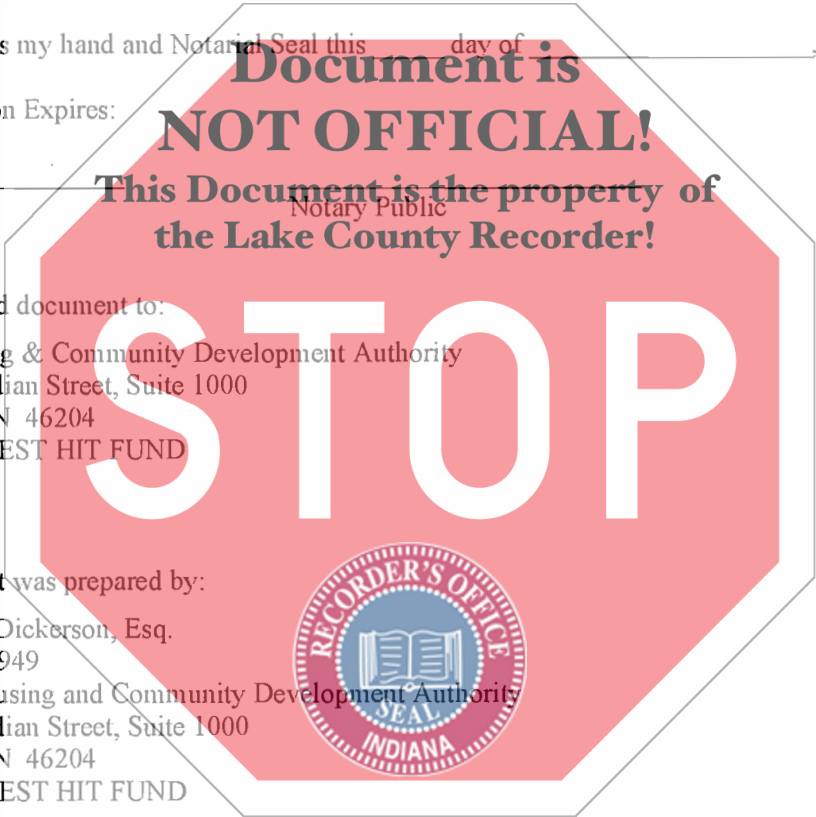 s my hand and Notarial Seal this day of ,
Document is
n Expires:
NOT OFFICIAL!
This Document is the property of
Notary Public
the Lake County Recorder!
d document to:
g & Community Development Authority
dian Street, Suite 1000
N 46204
EST HIT FUND
STOP
t was prepared by:
Dickerson, Esq.
949
using and Community Development Authority
dian Street, Suite 1000
N 46204
EST HIT FUND
RECORDER'S OFFICE
SEAL
INDIANA